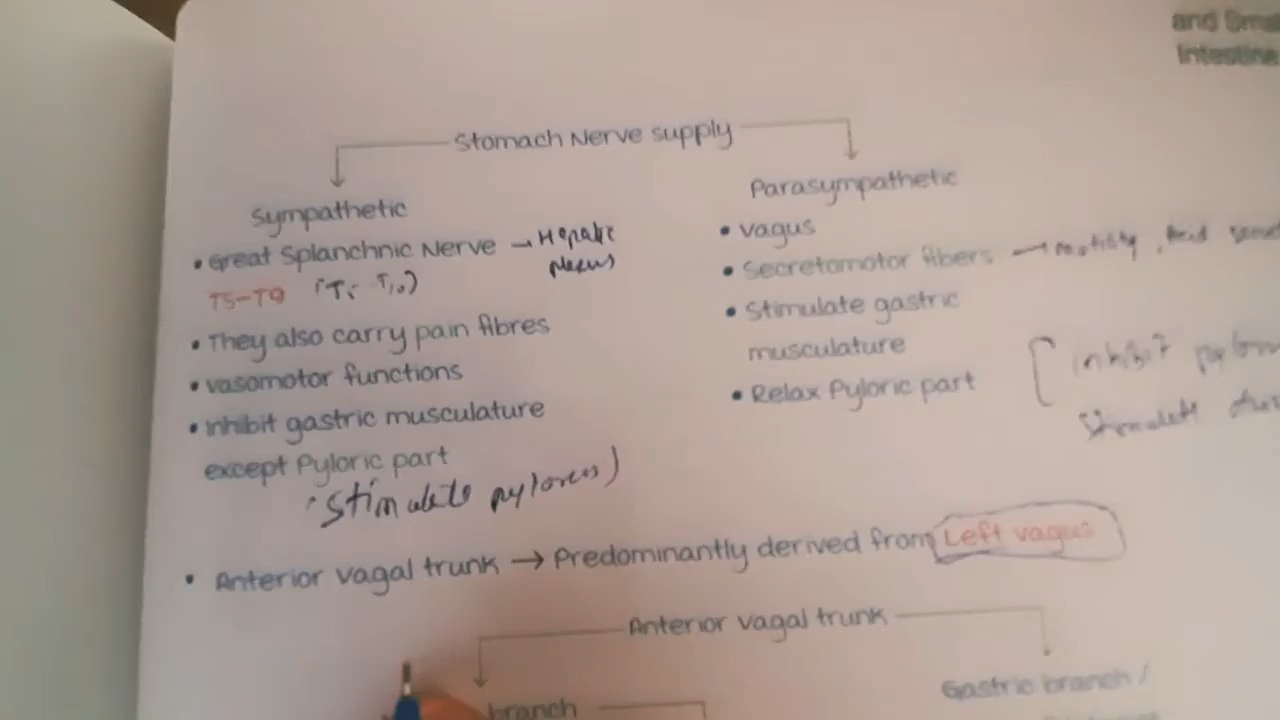 and Small
Intestine
Stomach Nerve supply
Sympathetic
• Great Splanchnic Nerve → Hepatic plexus
T5-T9 (T5 T10)
• They also carry pain fibres
• vasomotor functions
• Inhibit gastric musculature
except Pyloric part
(stimulate pylorus)
Parasympathetic
• vagus
• Secretomotor fibers → motility, Acid
• Stimulate gastric
musculature
• Relax Pyloric part
inhibit
Stimulate
• Anterior vagal trunk → Predominantly derived from Left vagus
Anterior vagal trunk
branch
Gastric branch /